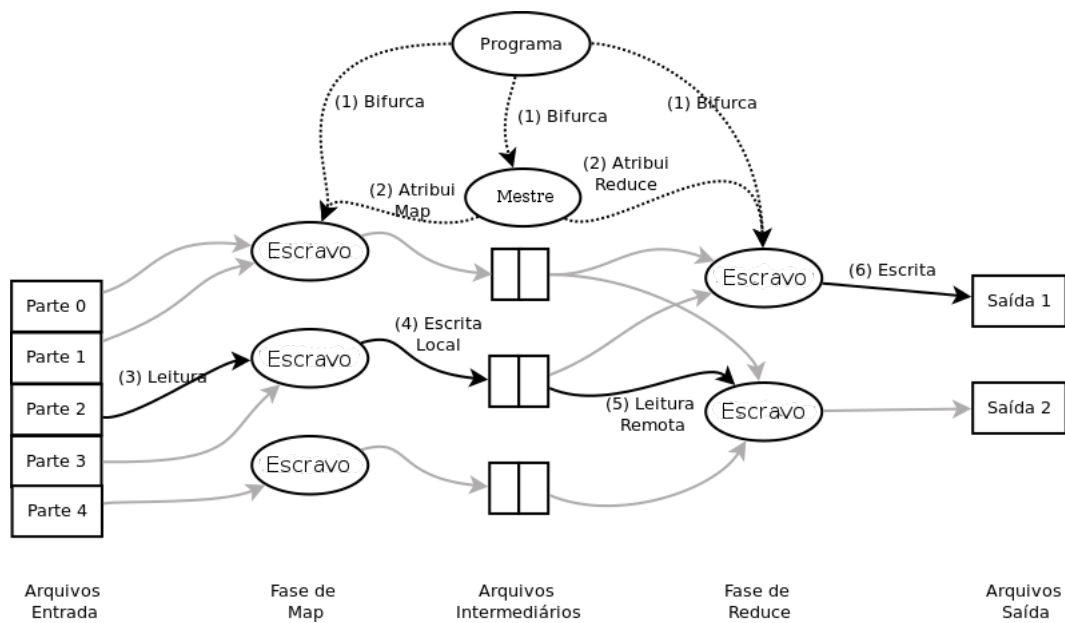 Programa
(1) Bifurca
(1) Bifurca
(1) Bifurca
(2) Atribui
Map
Mestre
(2) Atribui
Reduce
Escravo
Escravo
Escravo
Escravo
Escravo
Parte 0
Parte 1
Parte 2
Parte 3
Parte 4
(3) Leitura
(4) Escrita
Local
(5) Leitura
Remota
(6) Escrita
Saída 1
Saída 2
Arquivos
Entrada
Fase de
Map
Arquivos
Intermediários
Fase de
Reduce
Arquivos
Saída